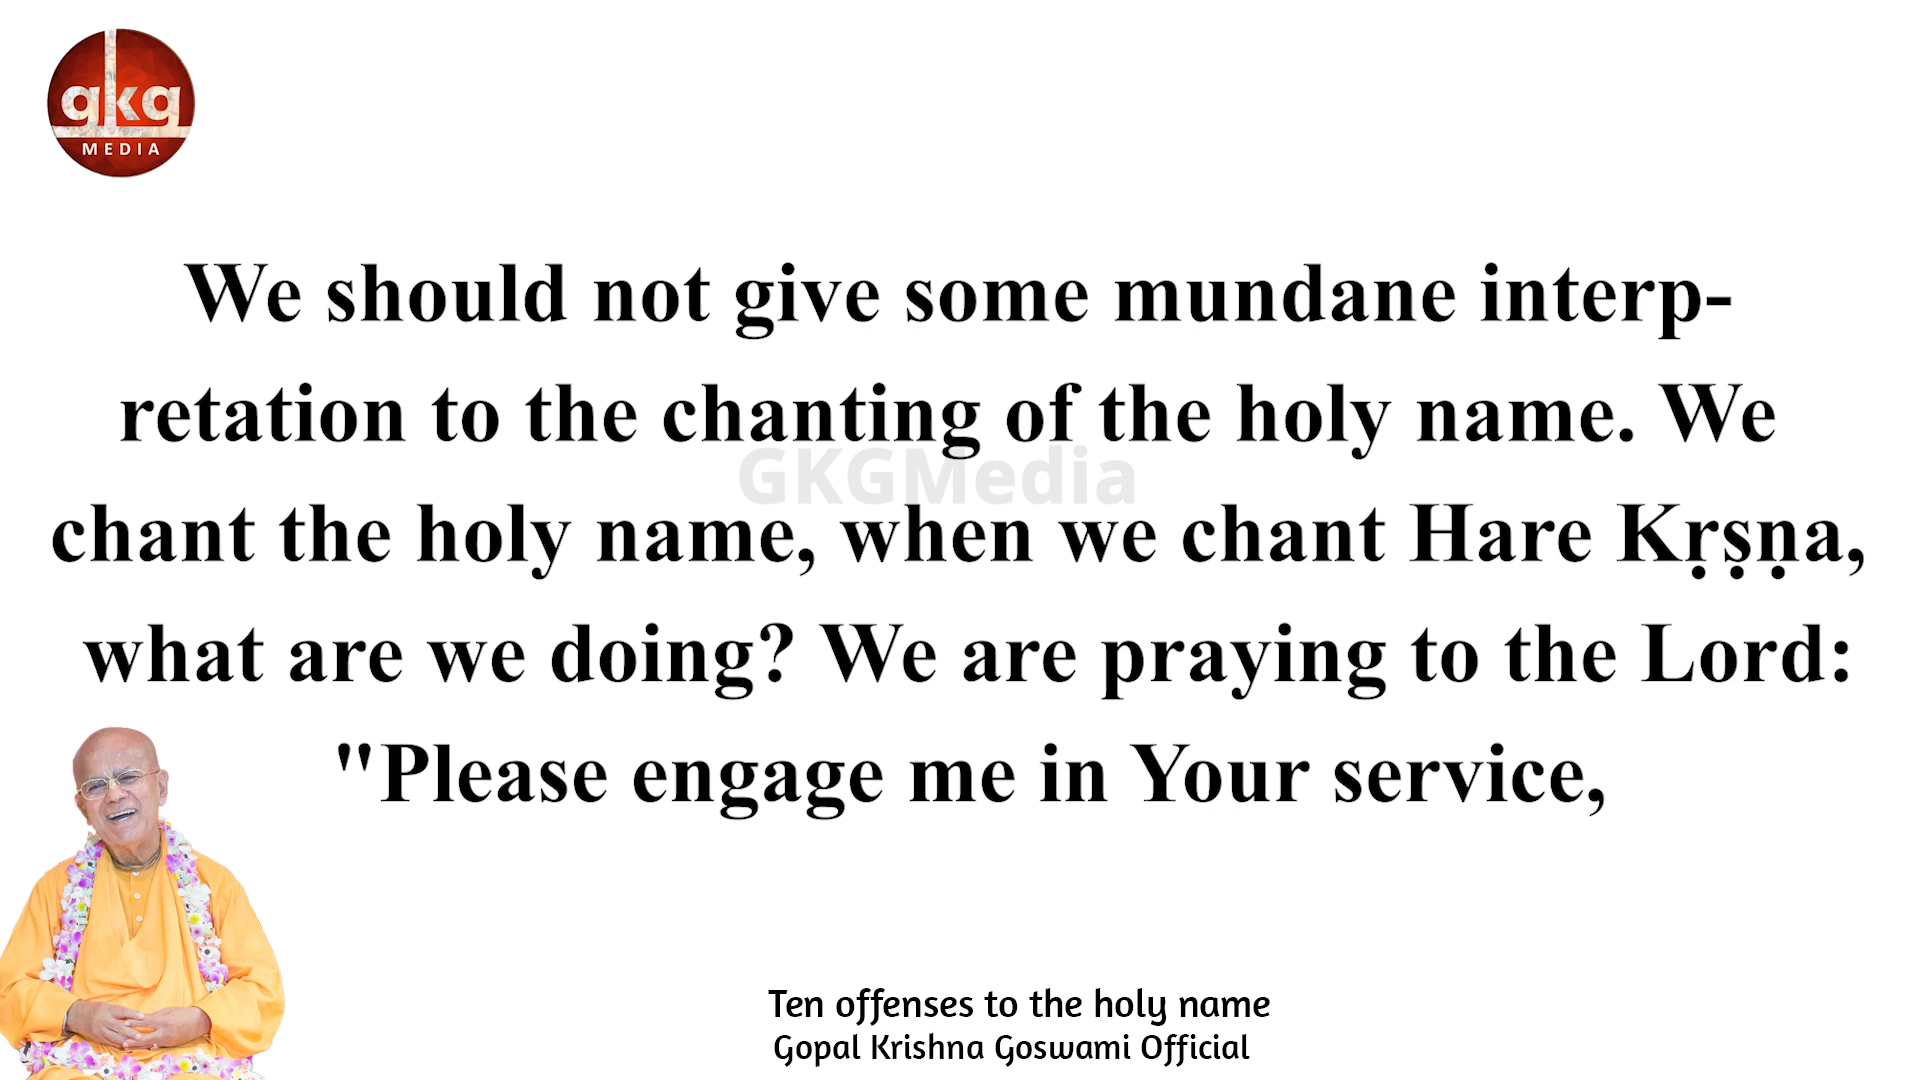 gkg
MEDIA
We should not give some mundane interp-
retation to the chanting of the holy name. We
GKGMedia
chant the holy name, when we chant Hare Kṛṣṇa,
what are we doing? We are praying to the Lord:
"Please engage me in Your service,
Ten offenses to the holy name
Gopal Krishna Goswami Official